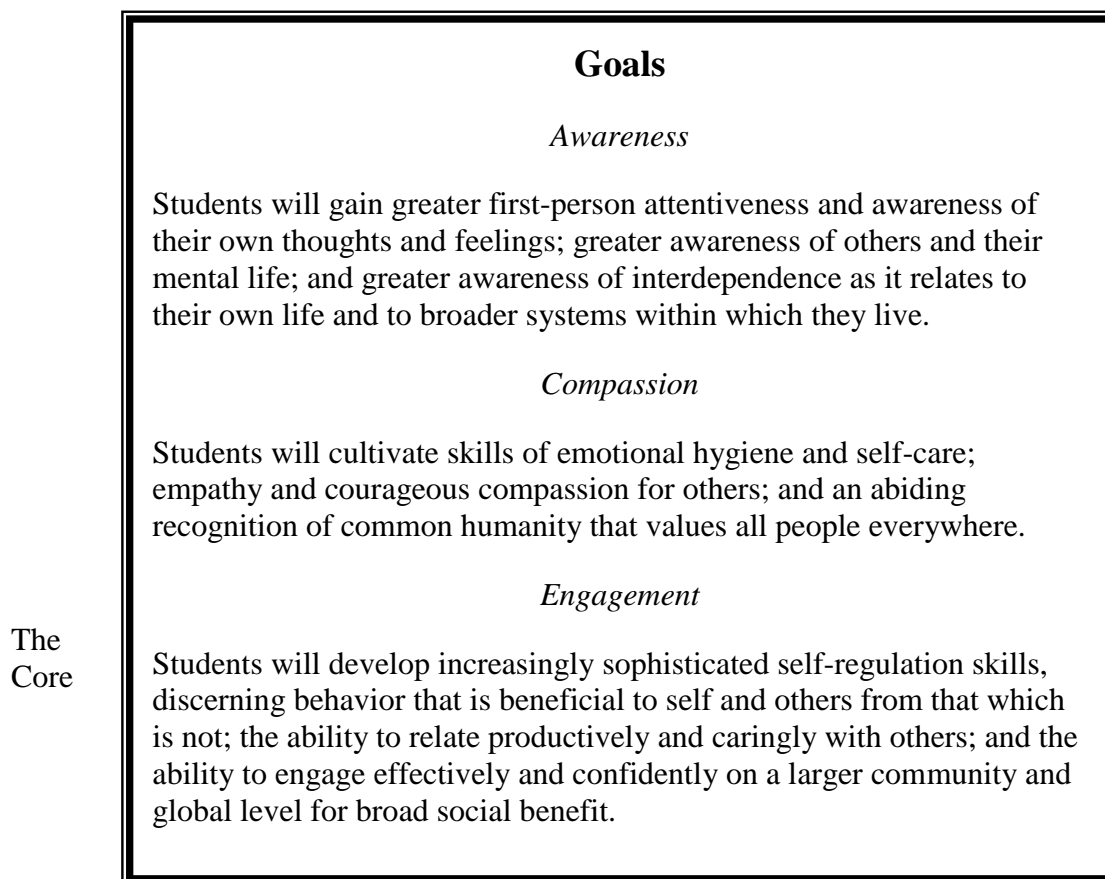 Goals
Awareness
Students will gain greater first-person attentiveness and awareness of
their own thoughts and feelings; greater awareness of others and their
mental life; and greater awareness of interdependence as it relates to
their own life and to broader systems within which they live.
Compassion
Students will cultivate skills of emotional hygiene and self-care;
empathy and courageous compassion for others; and an abiding
recognition of common humanity that values all people everywhere.
Engagement
Students will develop increasingly sophisticated self-regulation skills,
discerning behavior that is beneficial to self and others from that which
is not; the ability to relate productively and caringly with others; and the
ability to engage effectively and confidently on a larger community and
global level for broad social benefit.
The
Core